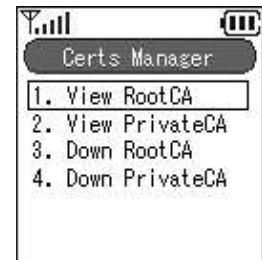 Certs Manager
1. View RootCA
2. View PrivateCA
3. Down RootCA
4. Down PrivateCA